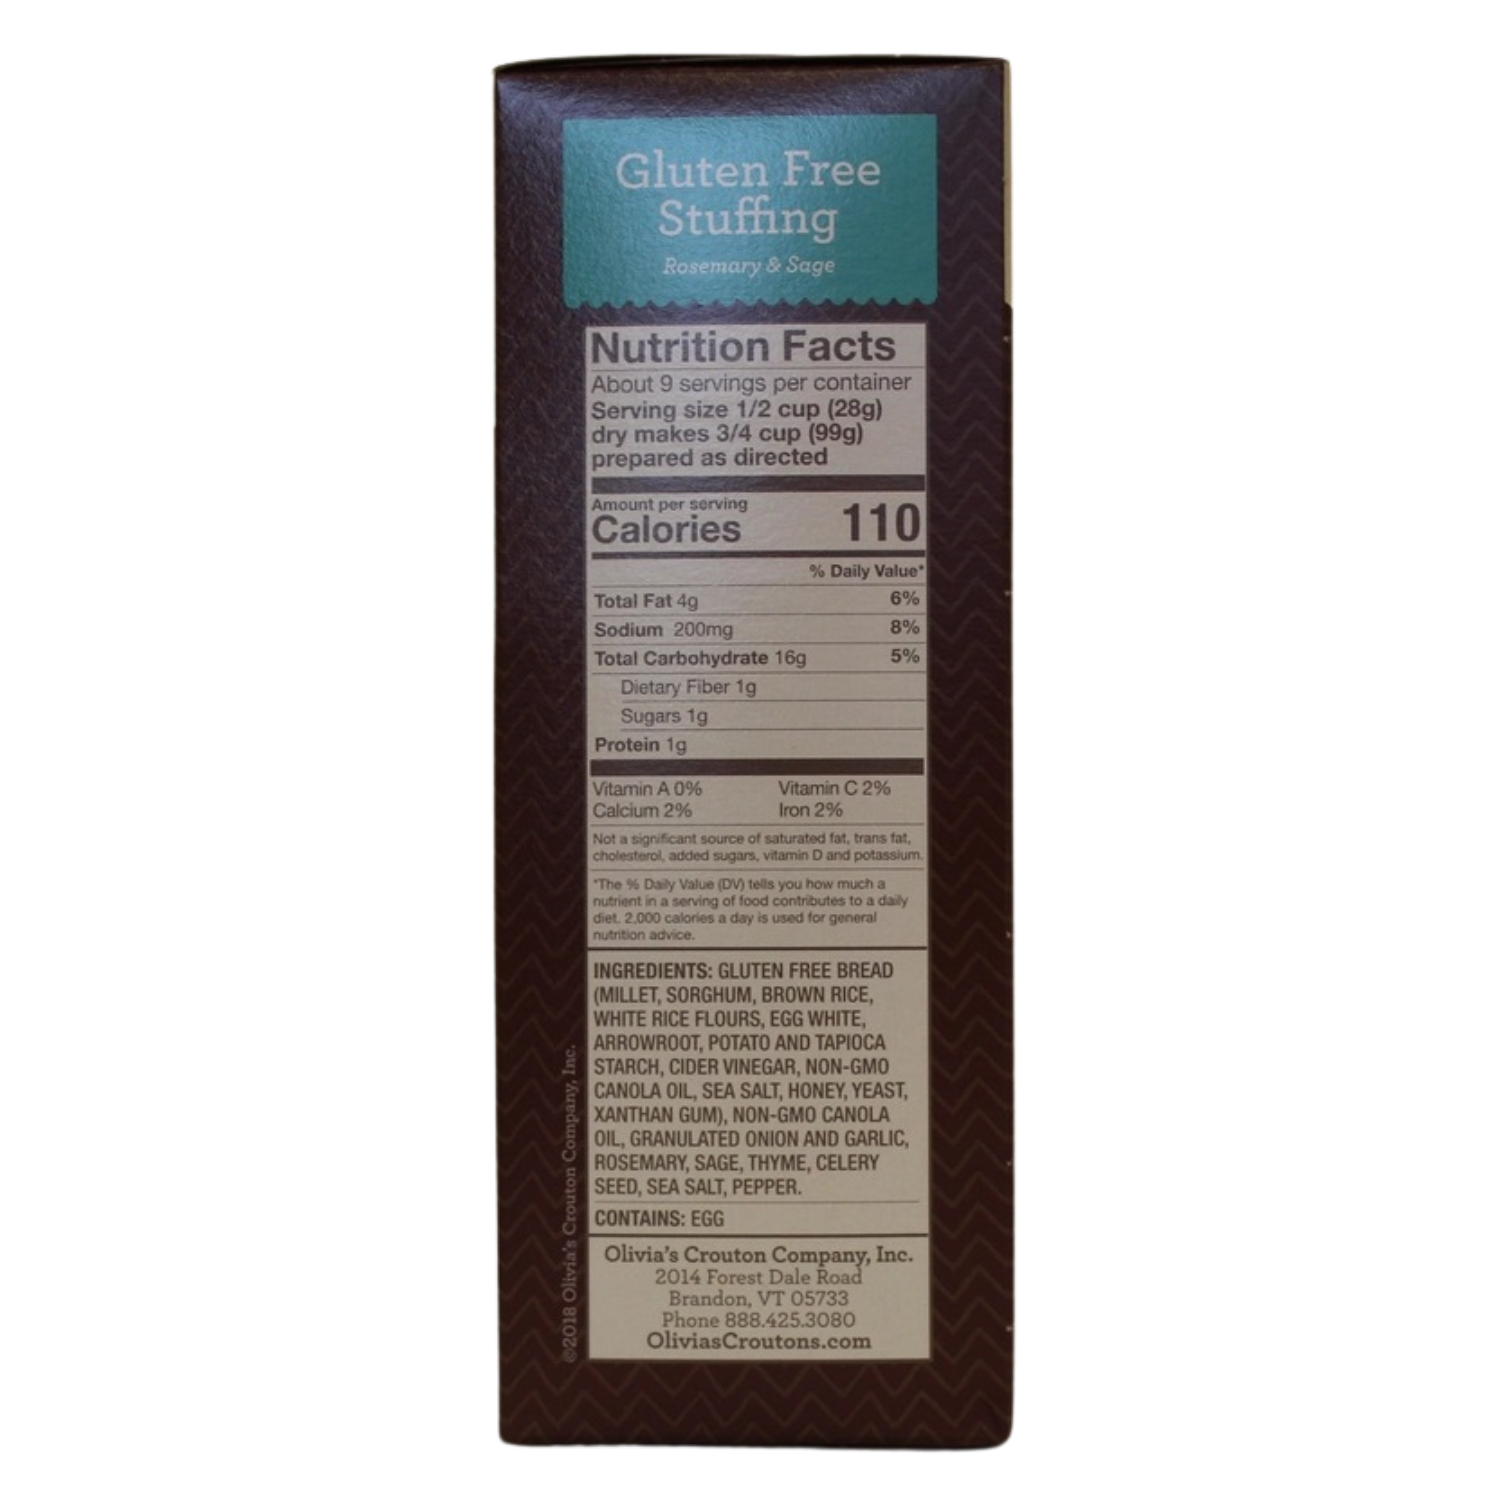 Gluten Free
Stuffing
Rosemary & Sage
Nutrition Facts
About 9 servings per container
Serving size 1/2 cup (28g)
dry makes 3/4 cup (99g)
prepared as directed
Amount per serving
Calories 110
% Daily Value*
Total Fat 4g 6%
Sodium 200mg 8%
Total Carbohydrate 16g 5%
Dietary Fiber 1g
Sugars 1g
Protein 1g
Vitamin A 0% Vitamin C 2%
Calcium 2% Iron 2%
Not a significant source of saturated fat, trans fat,
cholesterol, added sugars, vitamin D and potassium.
*The % Daily Value (DV) tells you how much a
nutrient in a serving of food contributes to a daily
diet. 2,000 calories a day is used for general
nutrition advice.
INGREDIENTS: GLUTEN FREE BREAD
(MILLET, SORGHUM, BROWN RICE,
WHITE RICE FLOURS, EGG WHITE,
ARROWROOT, POTATO AND TAPIOCA
STARCH, CIDER VINEGAR, NON-GMO
CANOLA OIL, SEA SALT, HONEY, YEAST,
XANTHAN GUM), NON-GMO CANOLA
OIL, GRANULATED ONION AND GARLIC,
ROSEMARY, SAGE, THYME, CELERY
SEED, SEA SALT, PEPPER.
CONTAINS: EGG
Olivia's Crouton Company, Inc.
2014 Forest Dale Road
Brandon, VT 05733
Phone 888.425.3080
OliviasCroutons.com
©2018 Olivia's Crouton Company, Inc.